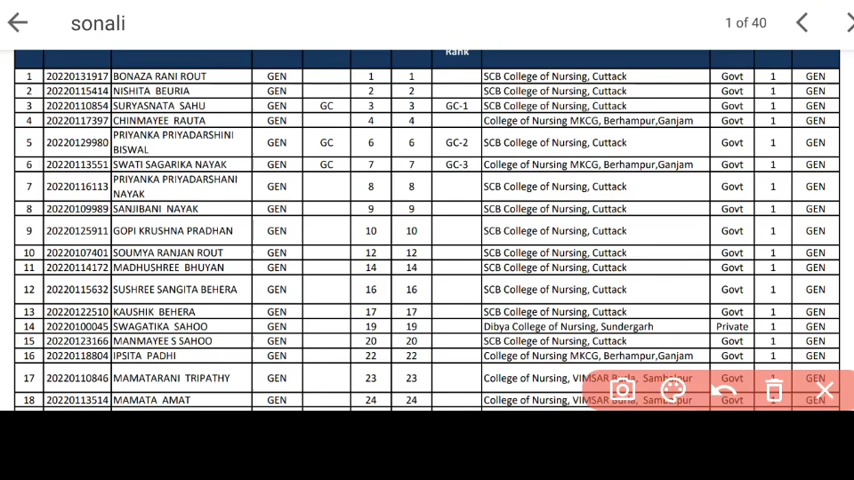 sonali
1 of 40
Rank
1 20220131917 BONAZA RANI ROUT GEN 1 1 SCB College of Nursing, Cuttack Govt 1 GEN
2 20220115414 NISHITA BEURIA GEN 2 2 SCB College of Nursing, Cuttack Govt 1 GEN
3 20220110854 SURYASNATA SAHU GEN GC 3 3 GC-1 SCB College of Nursing, Cuttack Govt 1 GEN
4 20220117397 CHINMAYEE RAUTA GEN 4 4 College of Nursing MKCG, Berhampur,Ganjam Govt 1 GEN
5 20220129980 PRIYANKA PRIYADARSHINI BISWAL GEN GC 6 6 GC-2 SCB College of Nursing, Cuttack Govt 1 GEN
6 20220113551 SWATI SAGARIKA NAYAK GEN GC 7 7 GC-3 College of Nursing MKCG, Berhampur,Ganjam Govt 1 GEN
7 20220116113 PRIYANKA PRIYADARSHANI NAYAK GEN 8 8 SCB College of Nursing, Cuttack Govt 1 GEN
8 20220109989 SANJIBANI NAYAK GEN 9 9 SCB College of Nursing, Cuttack Govt 1 GEN
9 20220125911 GOPI KRUSHNA PRADHAN GEN 10 10 SCB College of Nursing, Cuttack Govt 1 GEN
10 20220107401 SOUMYA RANJAN ROUT GEN 12 12 SCB College of Nursing, Cuttack Govt 1 GEN
11 20220114172 MADHUSHREE BHUYAN GEN 14 14 SCB College of Nursing, Cuttack Govt 1 GEN
12 20220115632 SUSHREE SANGITA BEHERA GEN 16 16 SCB College of Nursing, Cuttack Govt 1 GEN
13 20220122510 KAUSHIK BEHERA GEN 17 17 SCB College of Nursing, Cuttack Govt 1 GEN
14 20220100045 SWAGATIKA SAHOO GEN 19 19 Dibya College of Nursing, Sundergarh Private 1 GEN
15 20220123166 MANMAYEE S SAHOO GEN 20 20 SCB College of Nursing, Cuttack Govt 1 GEN
16 20220118804 IPSITA PADHI GEN 22 22 College of Nursing MKCG, Berhampur,Ganjam Govt 1 GEN
17 20220110846 MAMATARANI TRIPATHY GEN 23 23 College of Nursing, VIMSAR Burla, Sambalpur Govt 1 GEN
18 20220113514 MAMATA AMAT GEN 24 24 College of Nursing, VIMSAR Burla, Sambalpur Govt 1 GEN